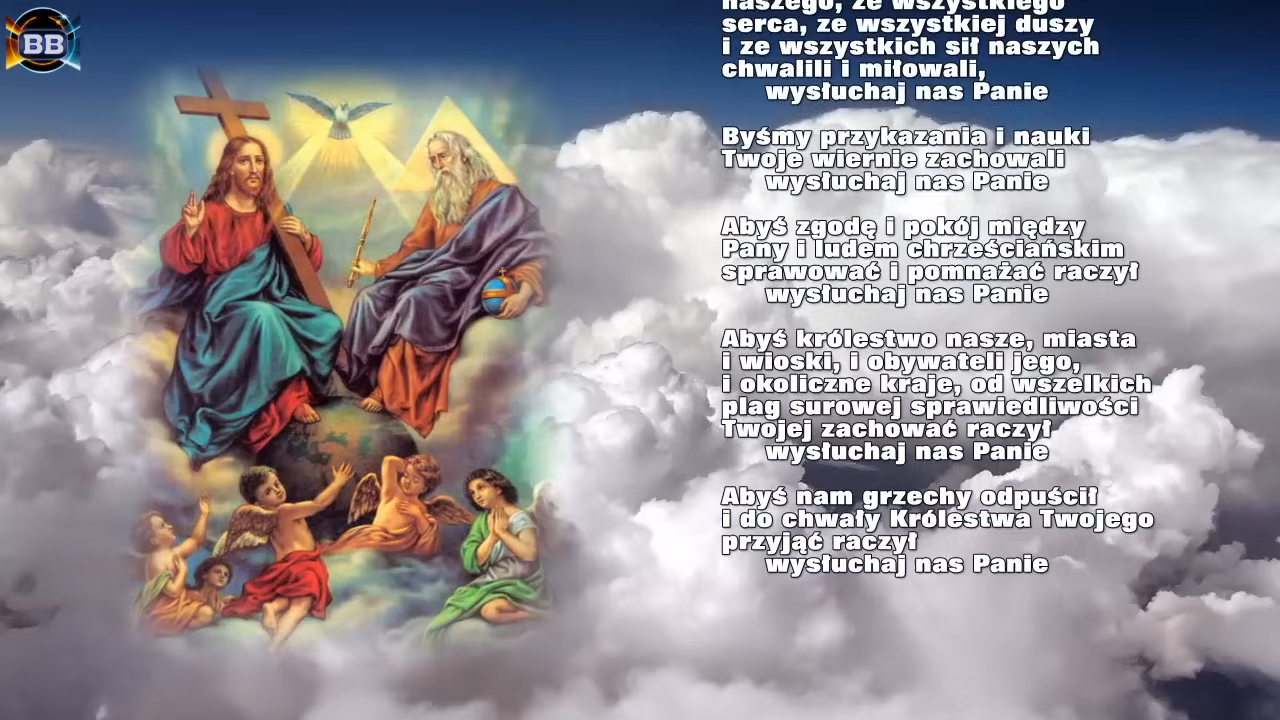 BB
naszego, ze wszystkiego
serca, ze wszystkiej duszy
i ze wszystkich sił naszych
chwalili i miłowali,
wysłuchaj nas Panie
Byśmy przykazania i nauki
Twoje wiernie zachowali
wysłuchaj nas Panie
Abyś zgodę i pokój między
Pany i ludem chrześciańskim
sprawować i pomnażać raczył
wysłuchaj nas Panie
Abyś królestwo nasze, miasta
i wioski, i obywateli jego,
i okoliczne kraje, od wszelkich
plag surowej sprawiedliwości
Twojej zachować raczył
wysłuchaj nas Panie
Abyś nam grzechy odpuścił
i do chwały Królestwa Twojego
przyjąć raczył
wysłuchaj nas Panie